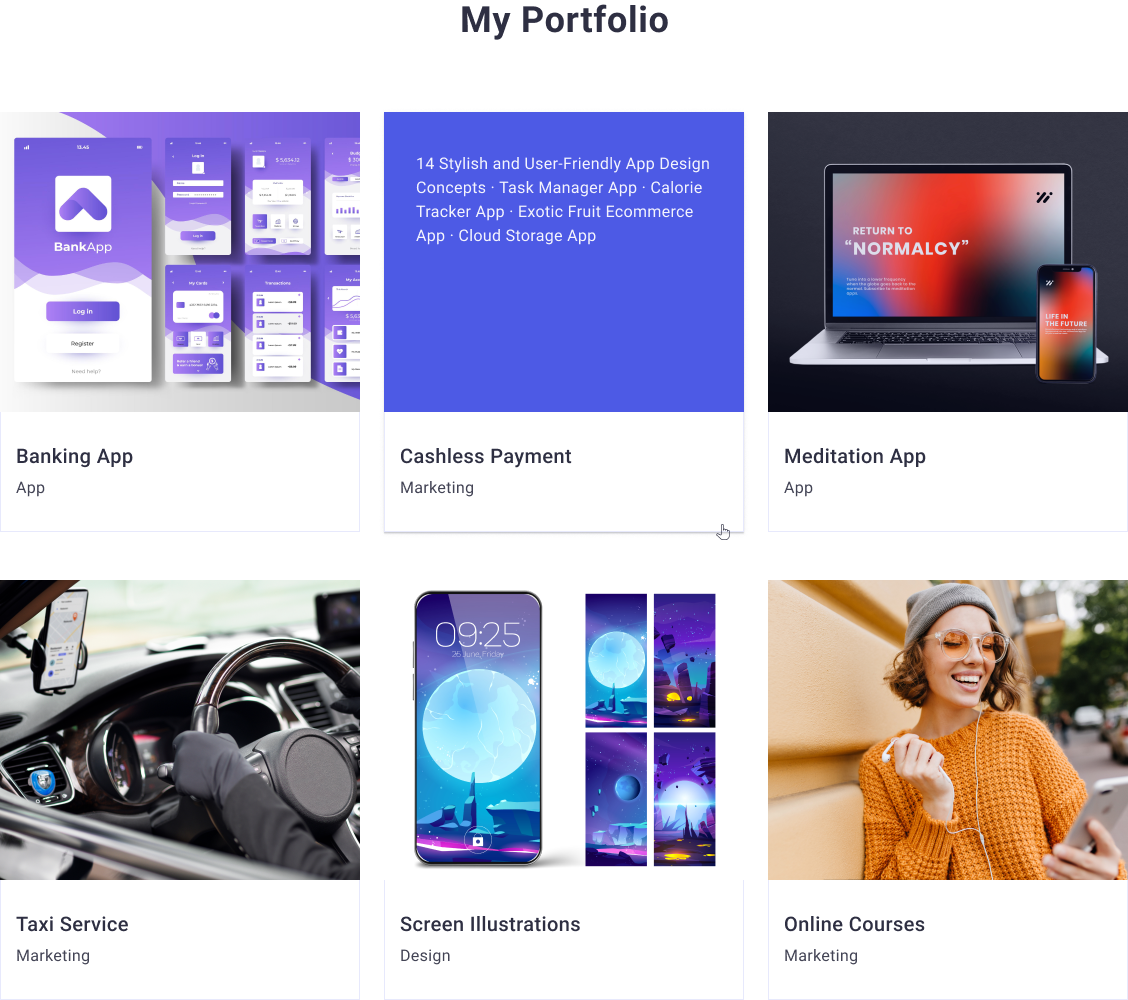 My Portfolio
13.45
BankApp
Log in
Register
Need help?
Log in
Log in
$ 5,634.12
My Cards
Transactions
14 Stylish and User-Friendly App Design
Concepts · Task Manager App · Calorie
Tracker App · Exotic Fruit Ecommerce
App · Cloud Storage App
RETURN TO
“NORMALCY”
LIFE IN
THE FUTURE
Banking App
App
Cashless Payment
Marketing
Meditation App
App
09:25
26 June, Friday
Taxi Service
Marketing
Screen Illustrations
Design
Online Courses
Marketing